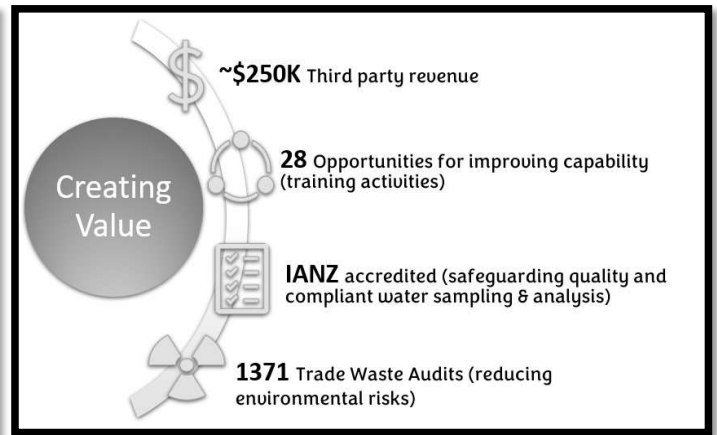 ~$250K Third party revenue
Creating
Value
28 Opportunities for improving capability
(training activities)
IANZ accredited (safeguarding quality and
compliant water sampling & analysis)
1371 Trade Waste Audits (reducing
environmental risks)